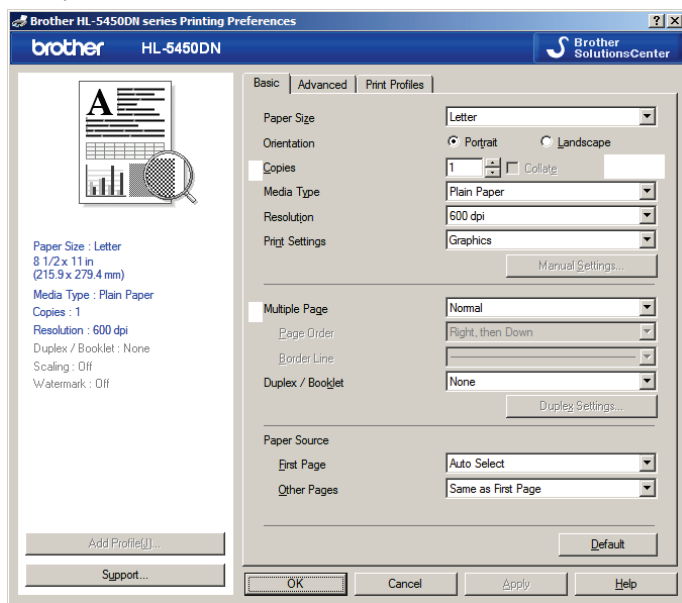 Brother HL-5450DN series Printing Preferences
? X
brother HL-5450DN
Brother
SolutionsCenter
A
Paper Size : Letter
8 1/2 x 11 in
(215.9 x 279.4 mm)
Media Type : Plain Paper
Copies : 1
Resolution : 600 dpi
Duplex / Booklet : None
Scaling : Off
Watermark : Off
Add Profile[J]...
Support...
Basic Advanced Print Profiles
Paper Size Letter
Orientation Portrait Landscape
Copies 1 Collate
Media Type Plain Paper
Resolution 600 dpi
Print Settings Graphics
Manual Settings...
Multiple Page Normal
Page Order Right, then Down
Border Line
Duplex / Booklet None
Duplex Settings...
Paper Source
First Page Auto Select
Other Pages Same as First Page
Default
OK Cancel Apply Help